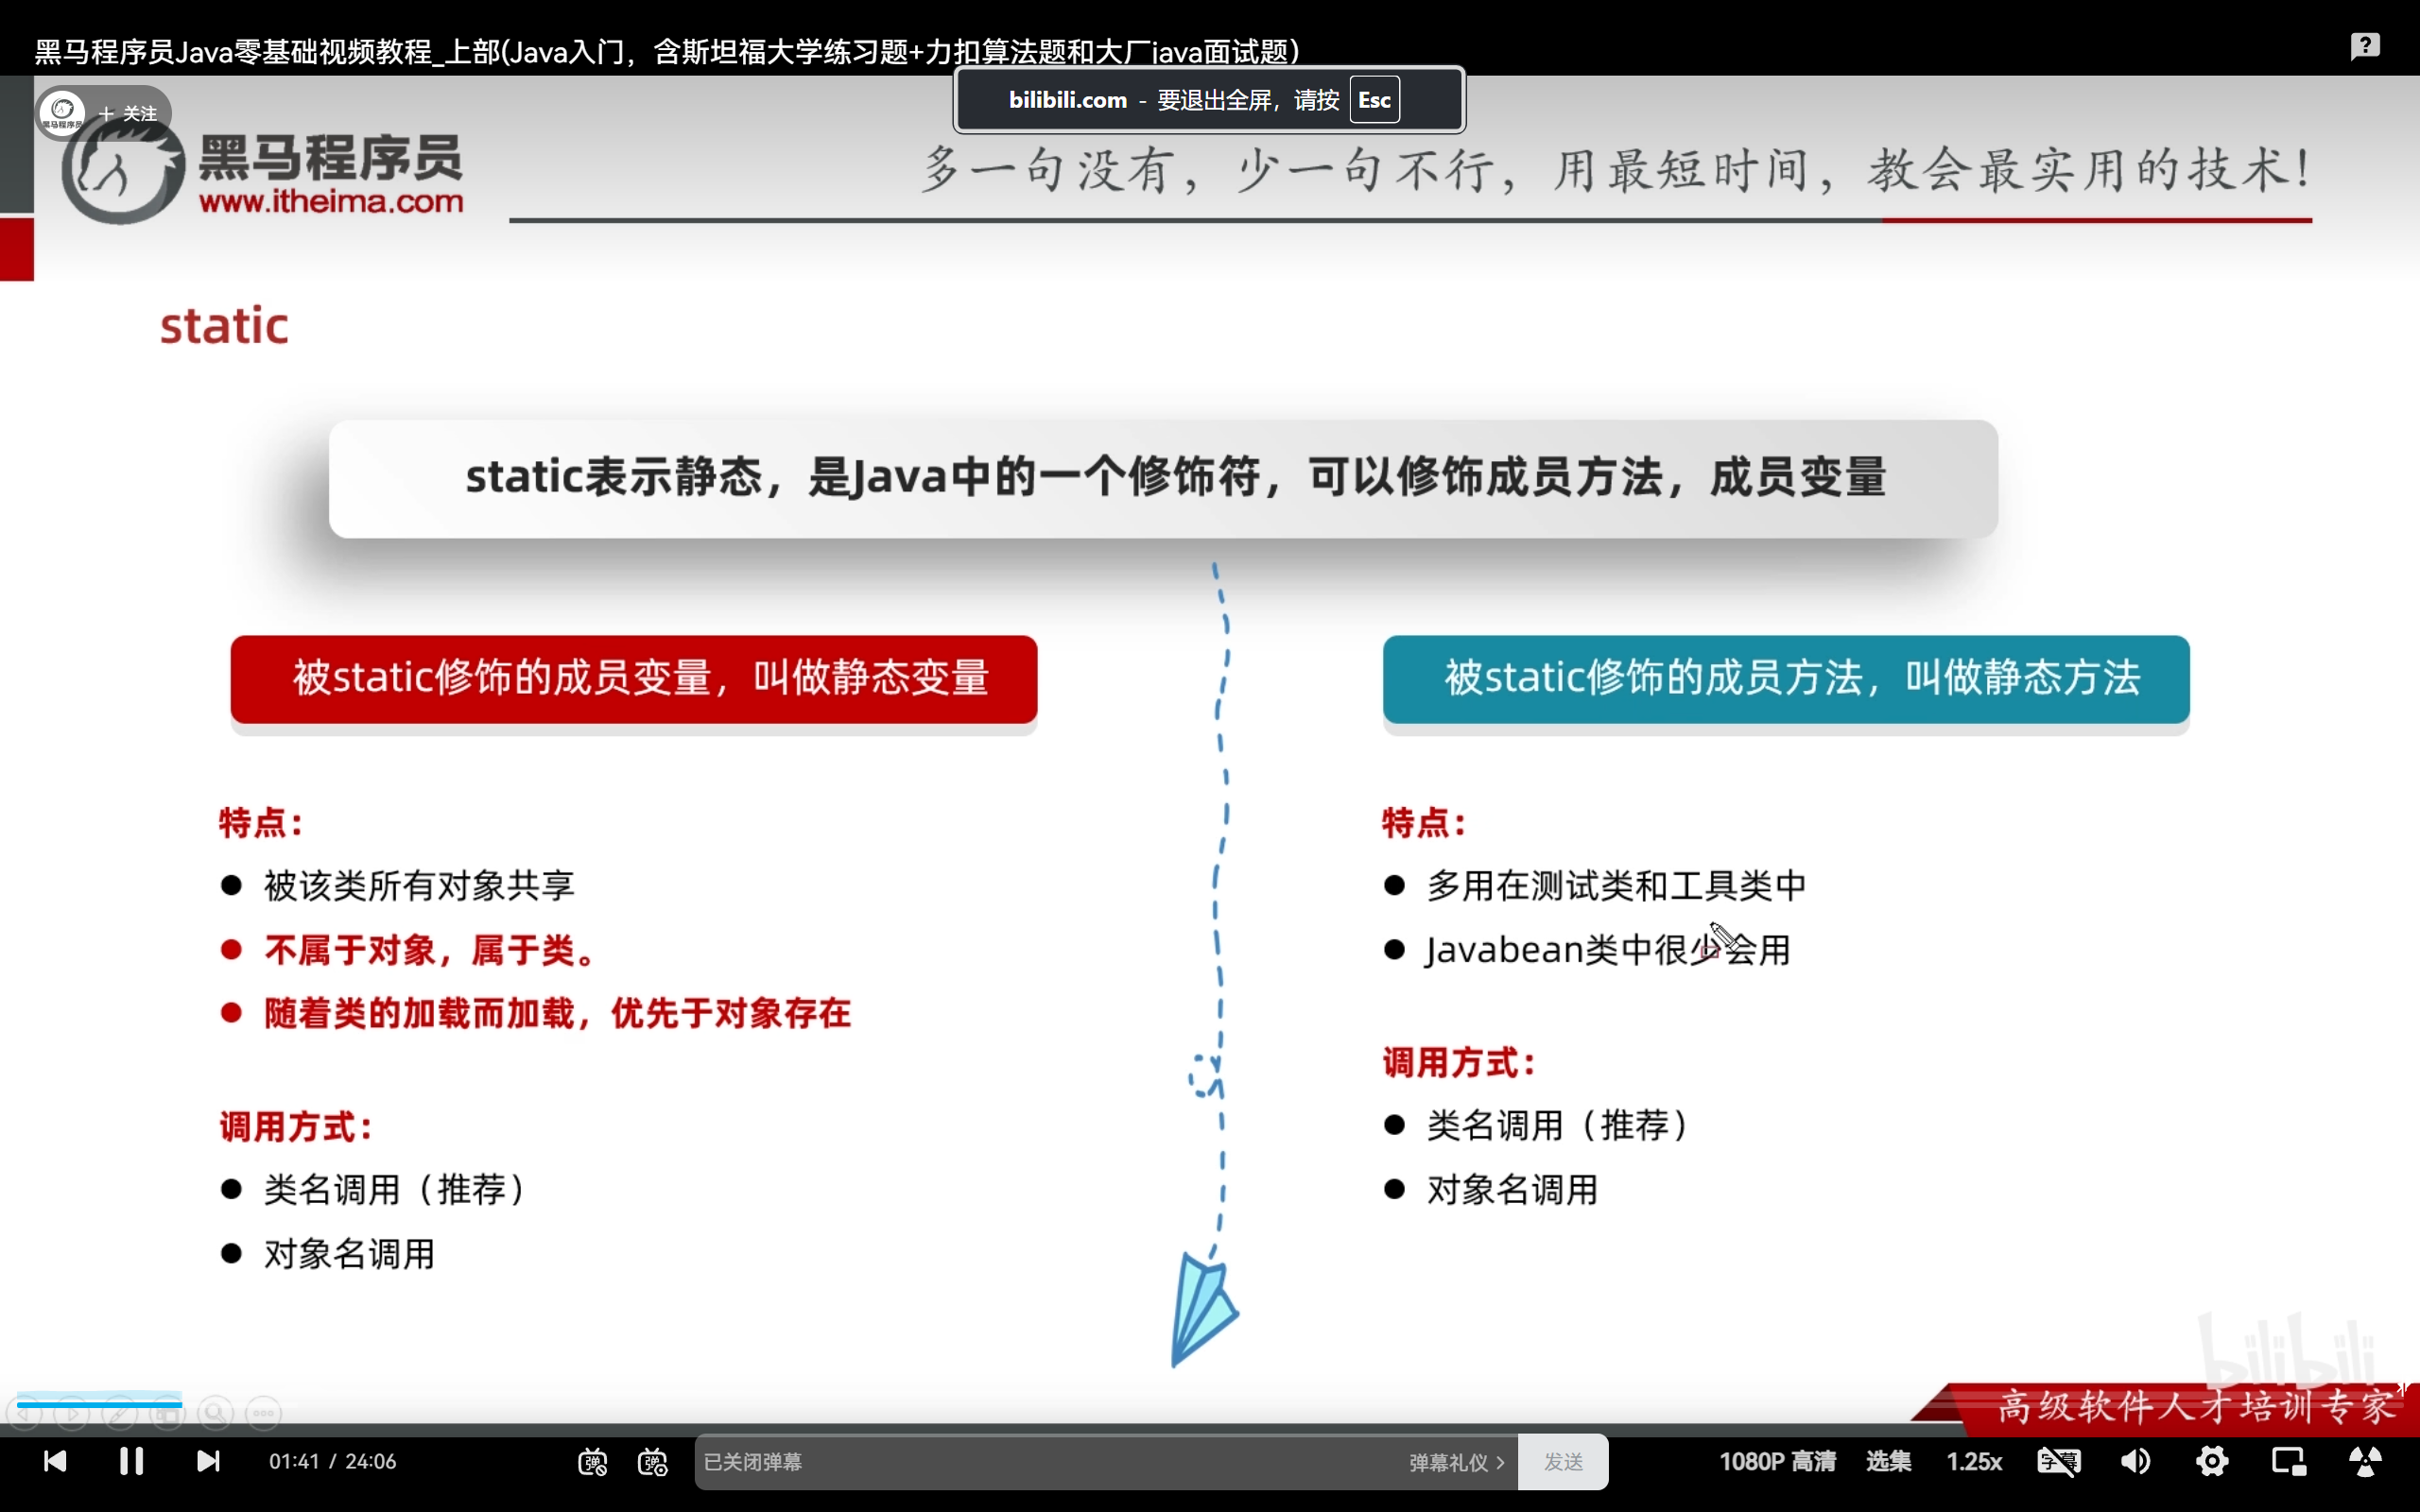 黑马程序员Java零基础视频教程_上部(Java入门，含斯坦福大学练习题+力扣算法题和大厂java面试题）
bilibili.com - 要退出全屏，请按 Esc
黑马程序员
+ 关注
黑马程序员
www.itheima.com
多一句没有，少一句不行，用最短时间，教会最实用的技术！
static
static表示静态，是Java中的一个修饰符，可以修饰成员方法，成员变量
被static修饰的成员变量，叫做静态变量
特点：
被该类所有对象共享
不属于对象，属于类。
随着类的加载而加载，优先于对象存在
调用方式：
类名调用（推荐）
对象名调用
被static修饰的成员方法，叫做静态方法
特点：
多用在测试类和工具类中
Javabean类中很少会用
调用方式：
类名调用（推荐）
对象名调用
bilibili
高级软件人才培训专家
01:41 / 24:06
弹
弹
已关闭弹幕
弹幕礼仪 >
发送
1080P 高清
选集
1.25x
字幕